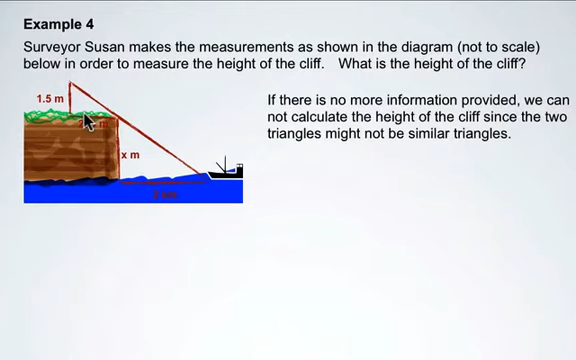 Example 4
Surveyor Susan makes the measurements as shown in the diagram (not to scale)
below in order to measure the height of the cliff. What is the height of the cliff?
1.5 m
If there is no more information provided, we can
not calculate the height of the cliff since the two
triangles might not be similar triangles.
m
x m